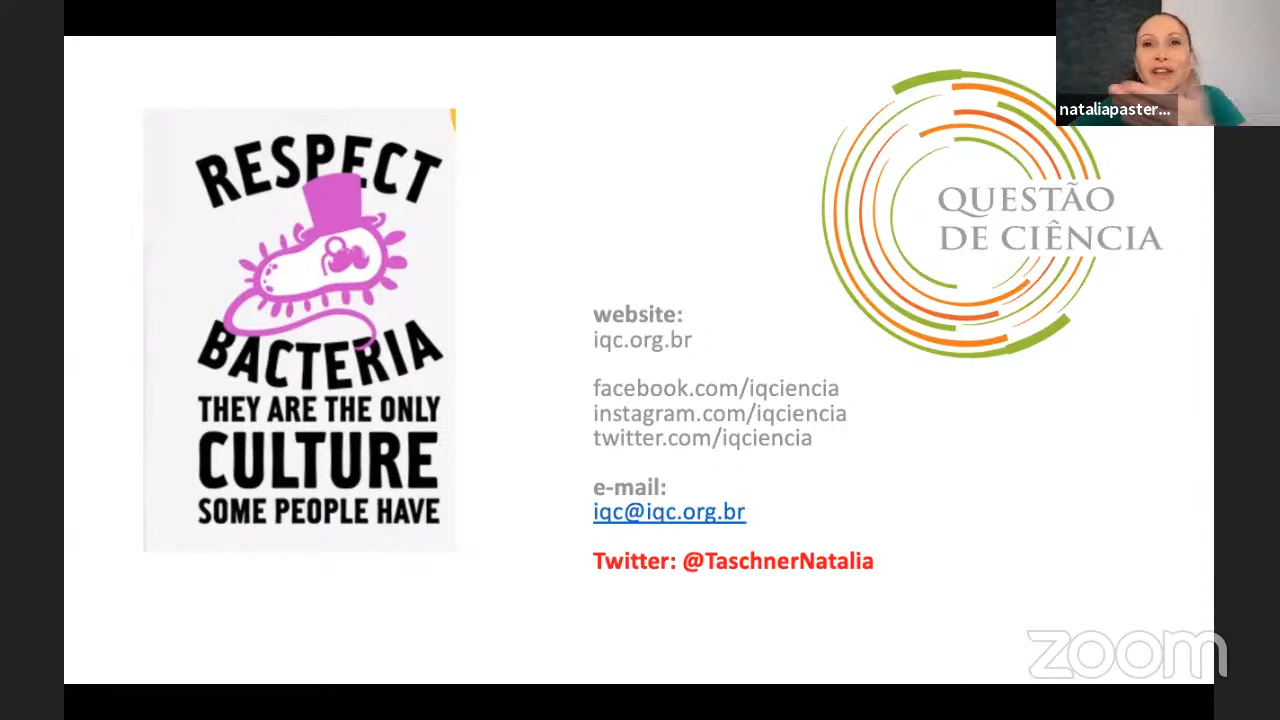 RESPECT
BACTERIA
THEY ARE THE ONLY
CULTURE
SOME PEOPLE HAVE
nataliapaster...
QUESTÃO
DE CIÊNCIA
website:
iqc.org.br
facebook.com/iqciencia
instagram.com/iqciencia
twitter.com/iqciencia
e-mail:
iqc@iqc.org.br
Twitter: @TaschnerNatalia
zoom